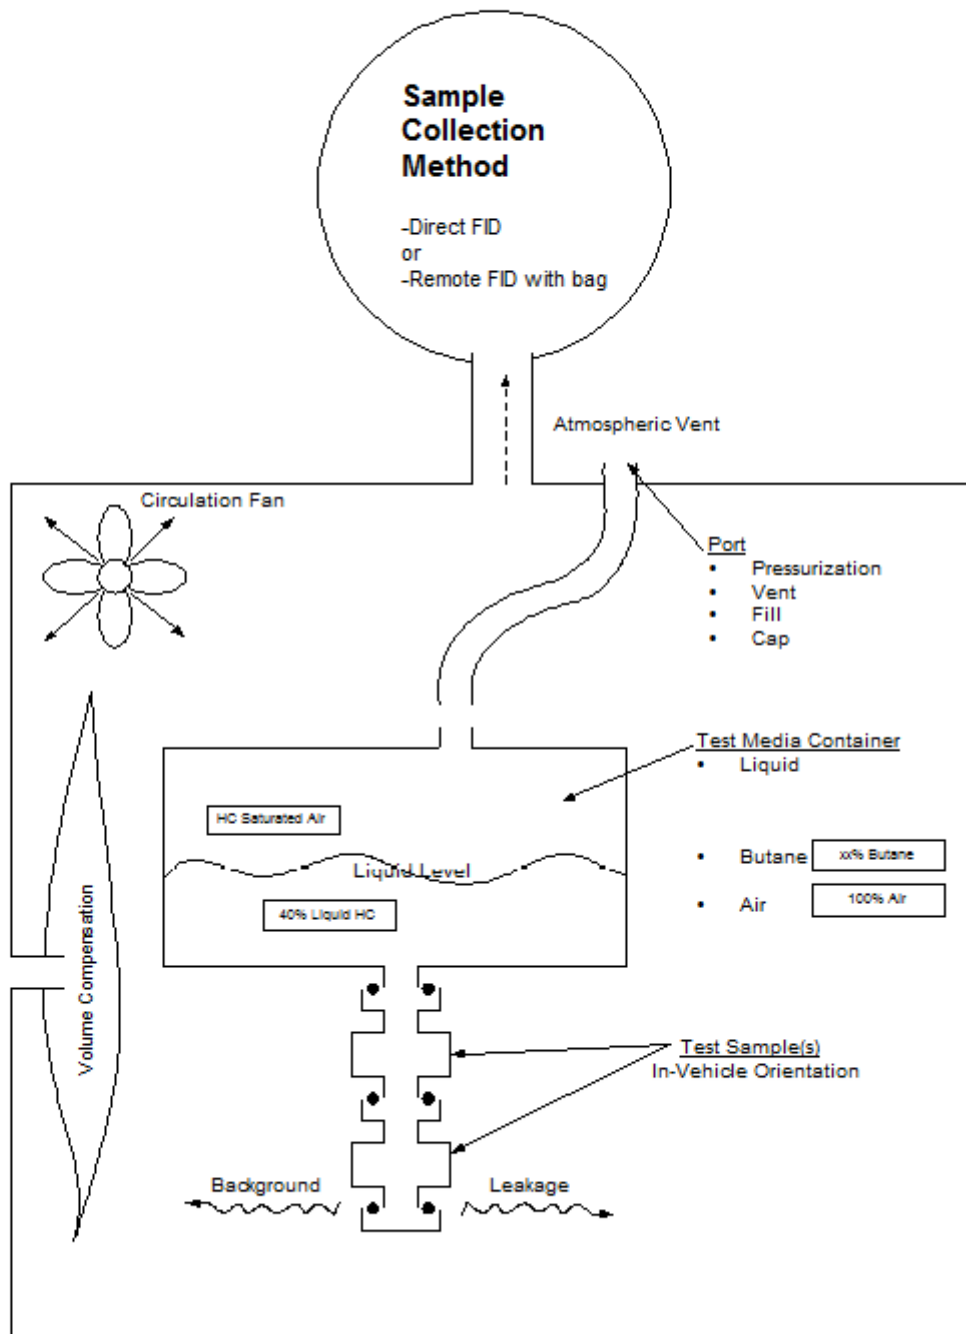 Sample
Collection
Method
-Direct FID
or
-Remote FID with bag
Atmospheric Vent
Circulation Fan
Port
• Pressurization
• Vent
• Fill
• Cap
Test Media Container
• Liquid
HC Saturated Air
Liquid Level
• Butane xx% Butane
40% Liquid HC
• Air 100% Air
Volume Compensation
Test Sample(s)
In-Vehicle Orientation
Background
Leakage